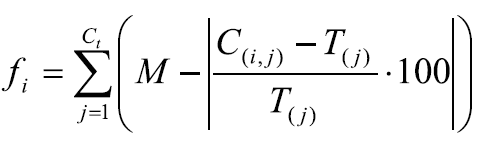 f_i = \sum_{j=1}^{C_t} \left( M - \left| \frac{C_{(i,j)} - T_{(j)}}{T_{(j)}} \cdot 100 \right| \right)